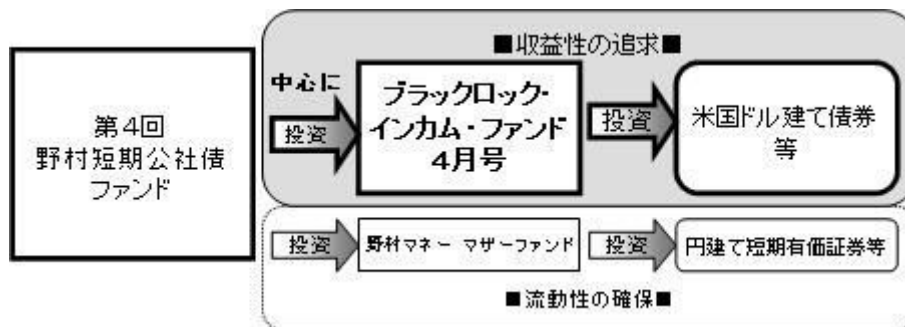 第4回
野村短期公社債
ファンド
■収益性の追求■
中心に
投資
ブラックロック・
インカム・ファンド
4月号
投資
米国ドル建て債券
等
投資
野村マネー マザーファンド
投資
円建て短期有価証券等
■流動性の確保■